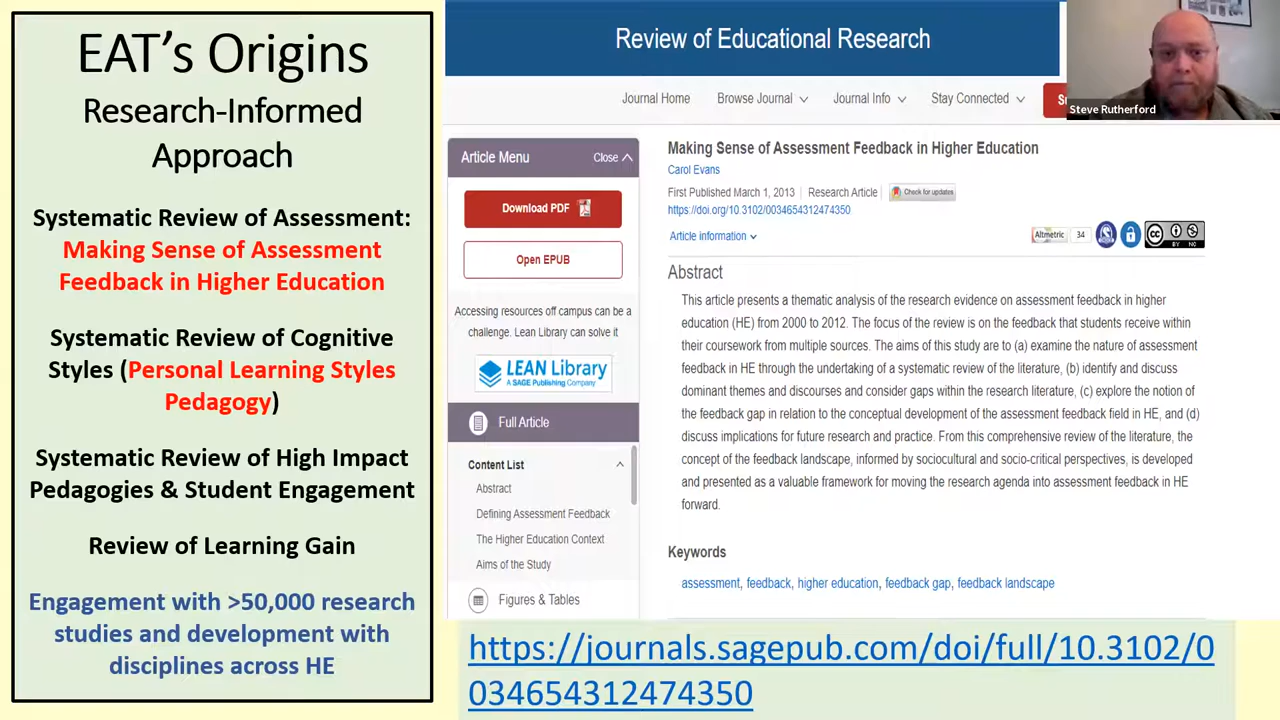 EAT's Origins
Research-Informed
Approach
Systematic Review of Assessment:
Making Sense of Assessment
Feedback in Higher Education
Systematic Review of Cognitive
Styles (Personal Learning Styles
Pedagogy)
Systematic Review of High Impact
Pedagogies & Student Engagement
Review of Learning Gain
Engagement with >50,000 research
studies and development with
disciplines across HE
Review of Educational Research
Journal Home Browse Journal Journal Info Stay Connected
Steve Rutherford
Article Menu Close
Download PDF
Open EPUB
Accessing resources off campus can be a
challenge. Lean Library can solve it
LEAN Library
A SAGE Publishing Company
Full Article
Content List
Abstract
Defining Assessment Feedback
The Higher Education Context
Aims of the Study
Figures & Tables
Making Sense of Assessment Feedback in Higher Education
Carol Evans
First Published March 1, 2013 | Research Article | Check for updates
https://doi.org/10.3102/0034654312474350
Article information
Altmetric 34
CC BY NC
Abstract
This article presents a thematic analysis of the research evidence on assessment feedback in higher
education (HE) from 2000 to 2012. The focus of the review is on the feedback that students receive within
their coursework from multiple sources. The aims of this study are to (a) examine the nature of assessment
feedback in HE through the undertaking of a systematic review of the literature, (b) identify and discuss
dominant themes and discourses and consider gaps within the research literature, (c) explore the notion of
the feedback gap in relation to the conceptual development of the assessment feedback field in HE, and (d)
discuss implications for future research and practice. From this comprehensive review of the literature, the
concept of the feedback landscape, informed by sociocultural and socio-critical perspectives, is developed
and presented as a valuable framework for moving the research agenda into assessment feedback in HE
forward.
Keywords
assessment, feedback, higher education, feedback gap, feedback landscape
https://journals.sagepub.com/doi/full/10.3102/0
034654312474350